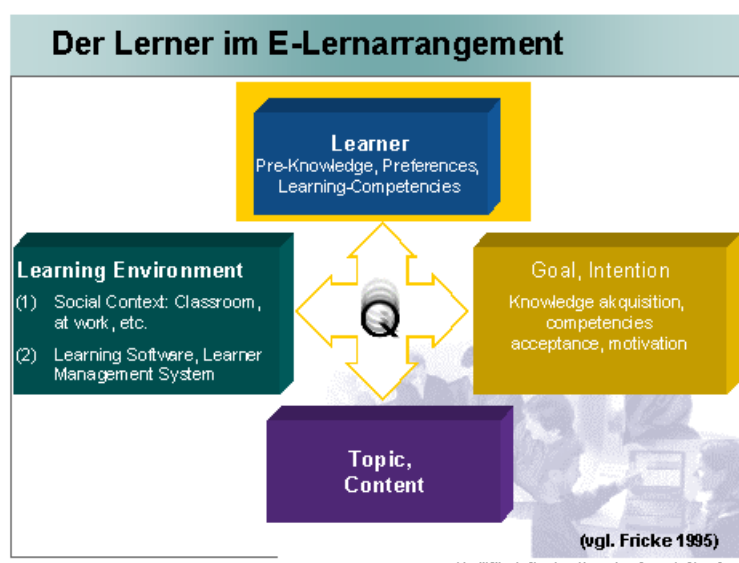 Der Lerner im E-Lernarrangement
Learner
Pre-Knowledge, Preferences,
Learning-Competencies
Learning Environment
(1) Social Context: Classroom,
at work, etc.
(2) Learning Software, Learner
Management System
Q
Goal, Intention
Knowledge akquisition,
competencies
acceptance, motivation
Topic,
Content
(vgl. Fricke 1995)